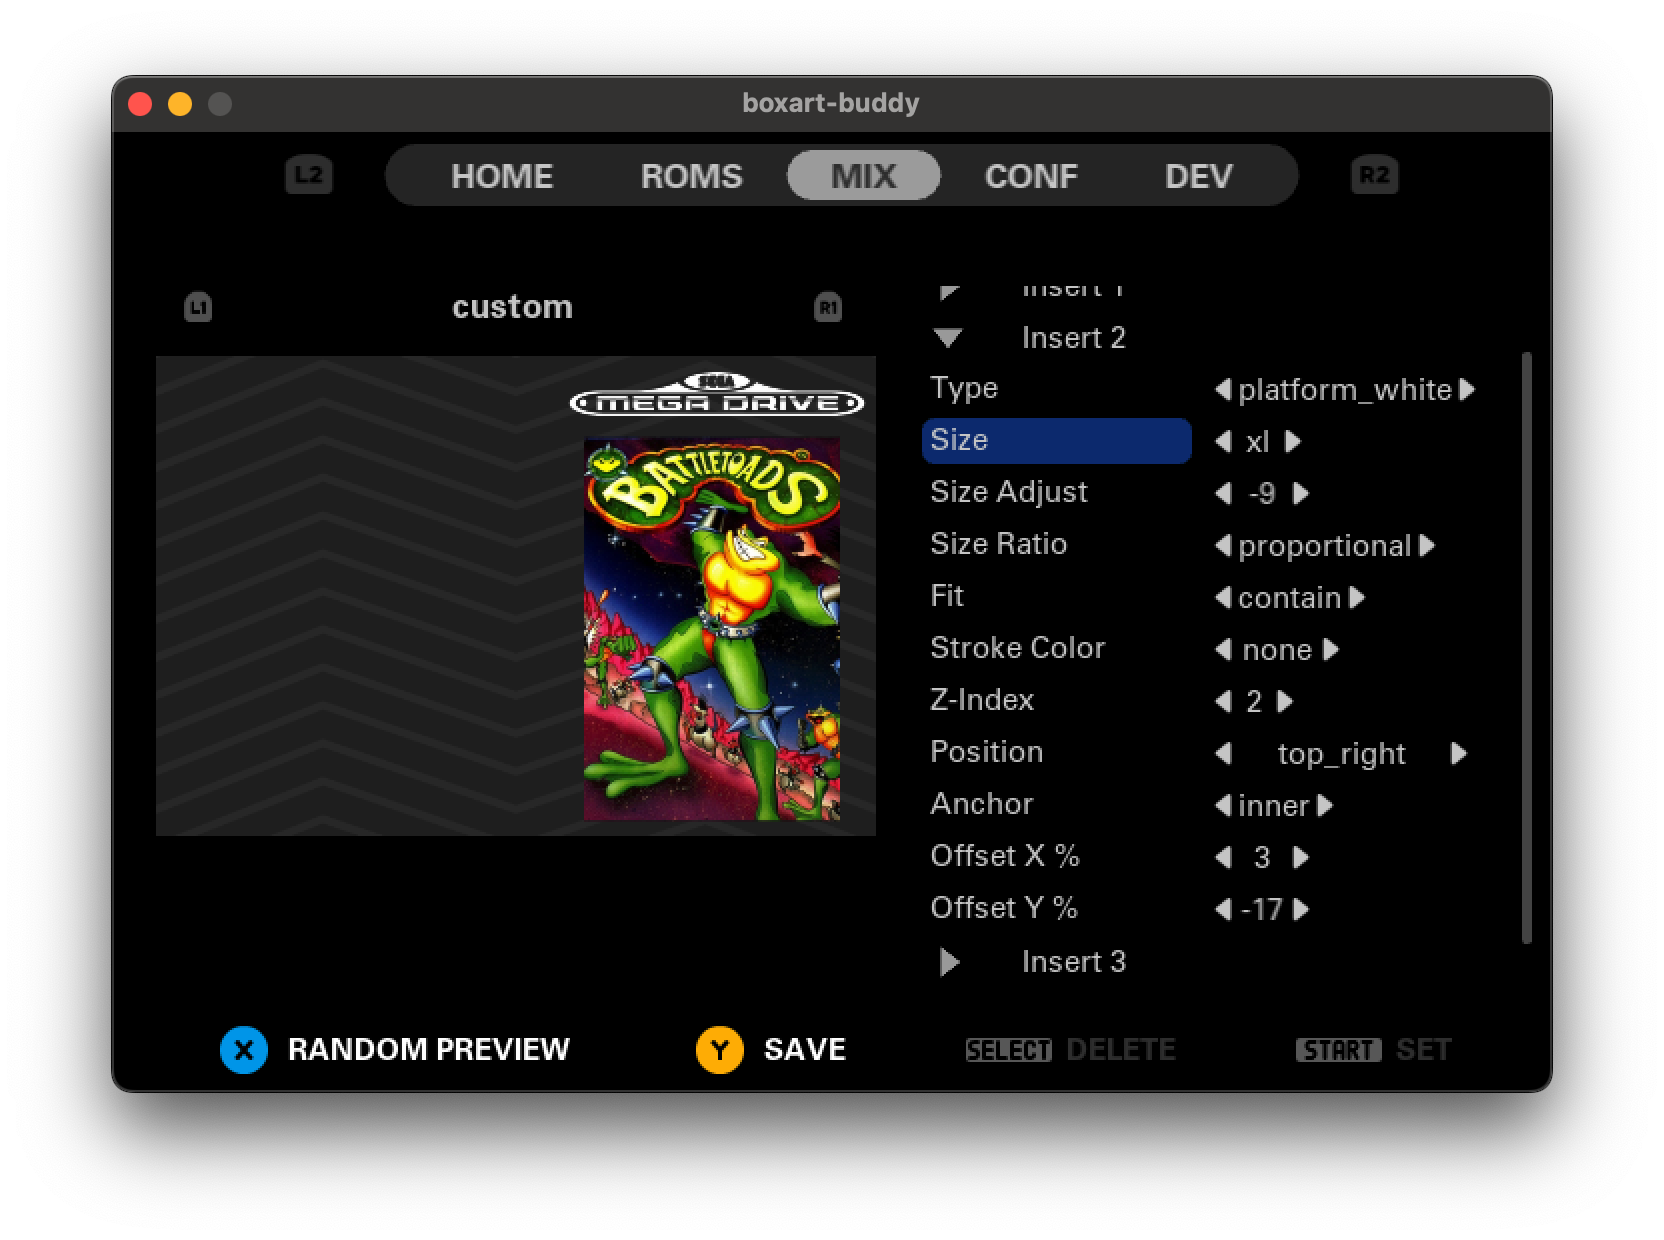 boxart-buddy
L2 HOME ROMS MIX CONF DEV R2
L1 custom R1
SEGA
MEGA DRIVE
BATTLETOADS
Insert 1
Insert 2
Type platform_white
Size xl
Size Adjust -9
Size Ratio proportional
Fit contain
Stroke Color none
Z-Index 2
Position top_right
Anchor inner
Offset X % 3
Offset Y % -17
Insert 3
X RANDOM PREVIEW Y SAVE SELECT DELETE START SET